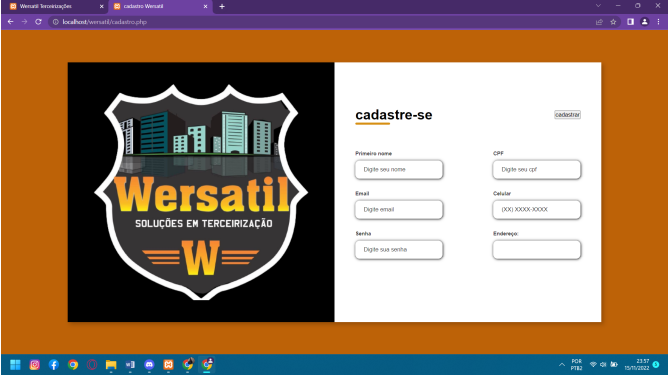 Wersatil Terceirizações
cadastro Wersatil
localhost/wersatil/cadastro.php
Wersatil
SOLUÇÕES EM TERCEIRIZAÇÃO
W
cadastre-se
cadastrar
Primeiro nome
CPF
Digite seu nome
Digite seu cpf
Email
Celular
Digite email
(XX) XXXX-XXXX
Senha
Endereço:
Digite sua senha
POR
PTB2
23:57
15/11/2022